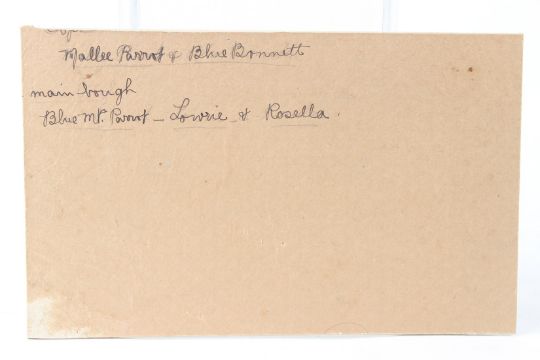 Mallee Parrot & Blue Bonnett
main bough
Blue Mt. Parrot - Lowrie & Rosella.